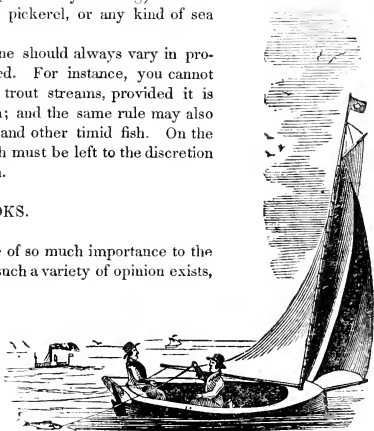 pickerel, or any kind of sea
ne should always vary in pro-
ed. For instance, you cannot
trout streams, provided it is
; and the same rule may also
and other timid fish. On the
h must be left to the discretion
OKS.
of so much importance to the
such a variety of opinion exists,